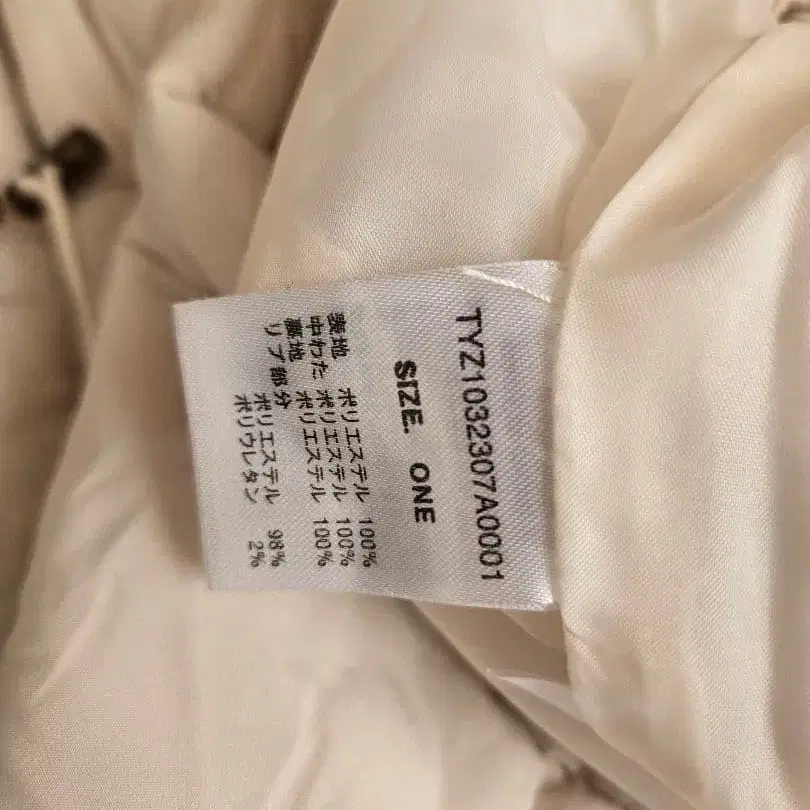 TYZ1032307A0001
SIZE. ONE
表地 ポリエステル 100%
中わた ポリエステル 100%
裏地 ポリエステル 100%
リブ部分 ポリエステル 98%
ポリウレタン 2%